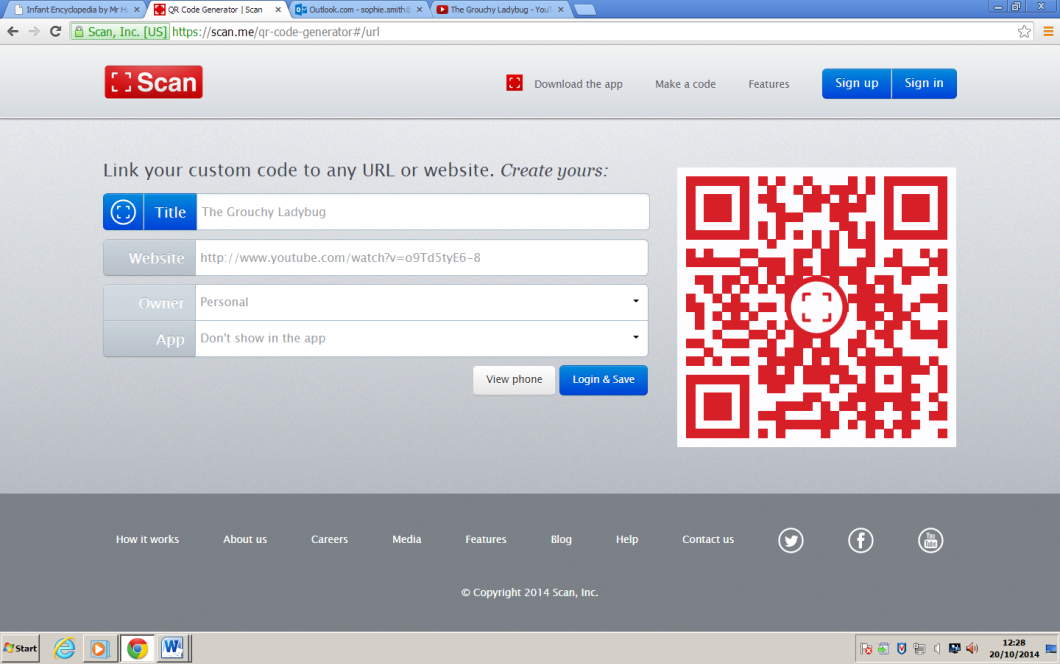 Infant Encyclopedia by Mr H
QR Code Generator | Scan
Outlook.com - sophie.smith@
The Grouchy Ladybug - YouT
Scan, Inc. [US] https://scan.me/qr-code-generator#/url
Scan
Download the app
Make a code
Features
Sign up
Sign in
Link your custom code to any URL or website. Create yours:
Title The Grouchy Ladybug
Website http://www.youtube.com/watch?v=o9Td5tyE6-8
Owner Personal
App Don't show in the app
View phone
Login & Save
How it works
About us
Careers
Media
Features
Blog
Help
Contact us
You Tube
© Copyright 2014 Scan, Inc.
Start
12:28
20/10/2014